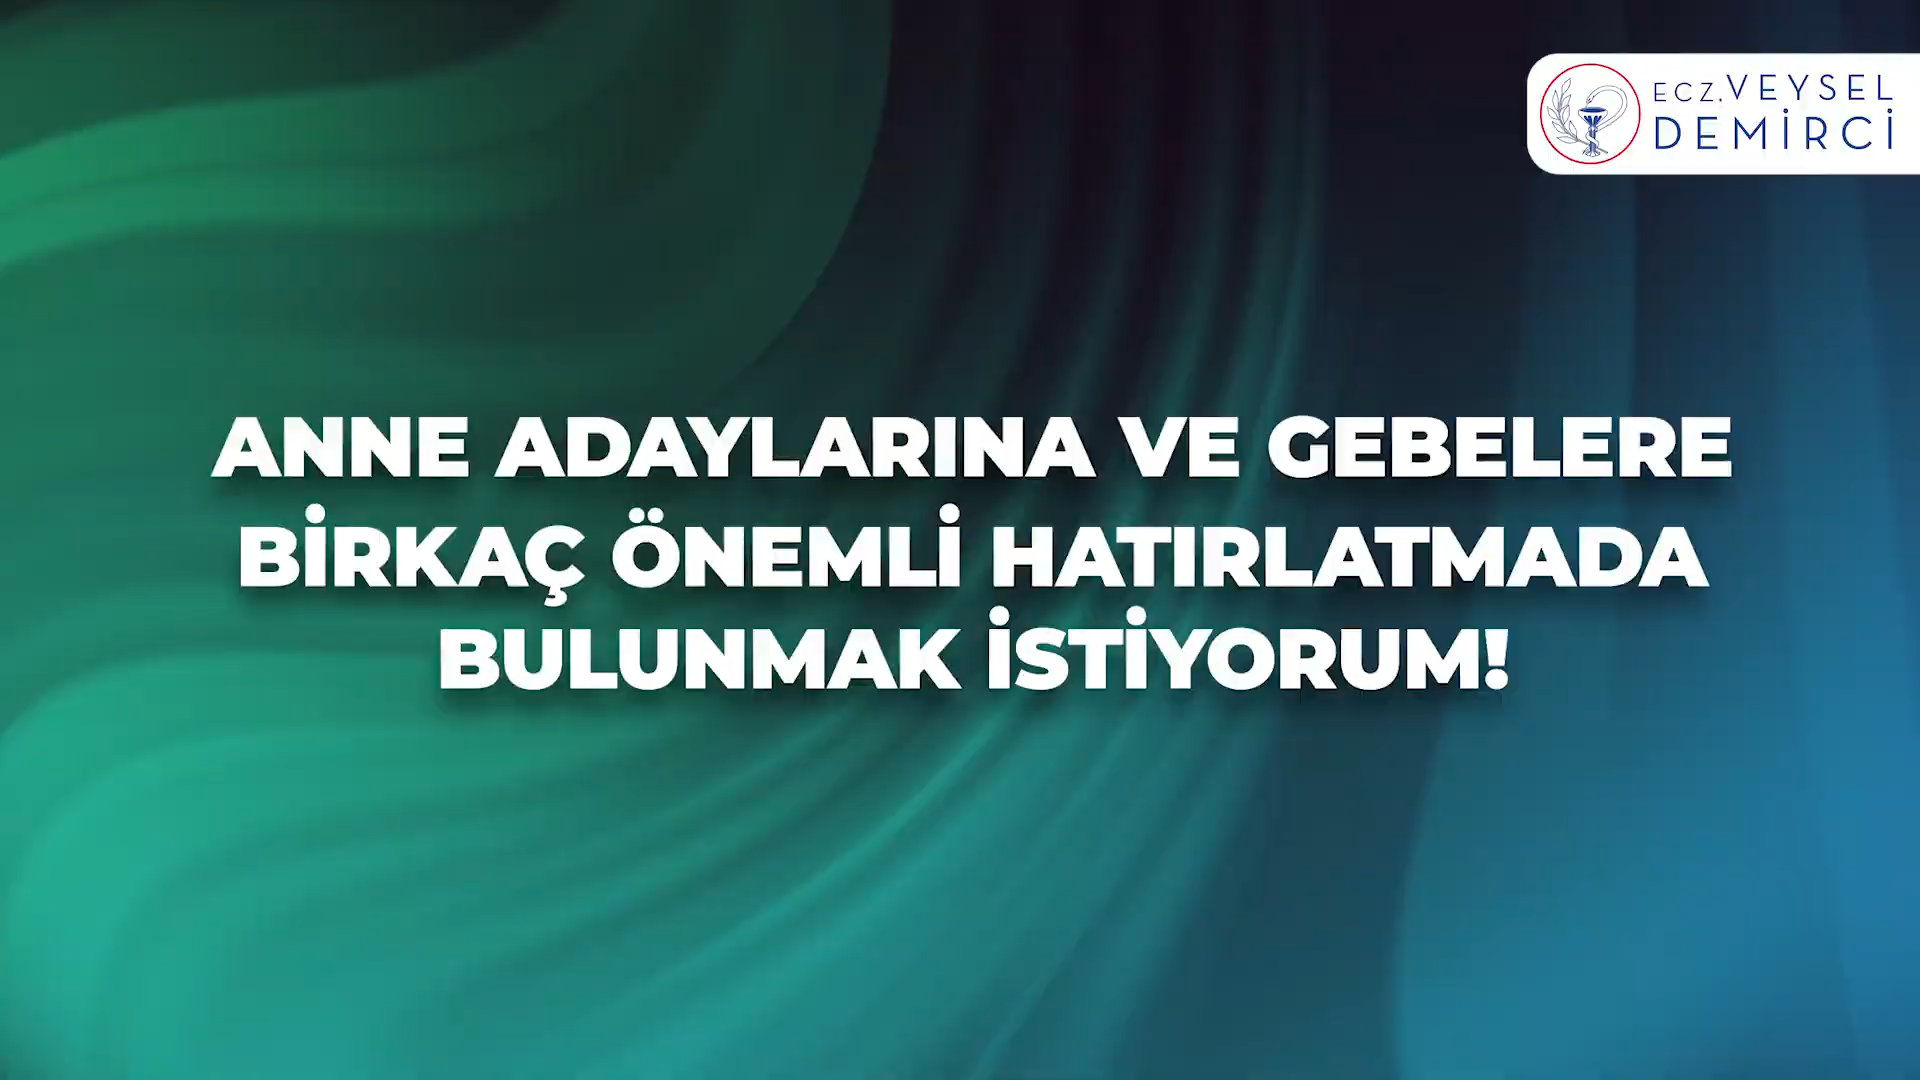 ECZ. VEYSEL
DEMİRCİ
ANNE ADAYLARINA VE GEBELERE
BİRKAÇ ÖNEMLİ HATIRLATMADA
BULUNMAK İSTİYORUM!